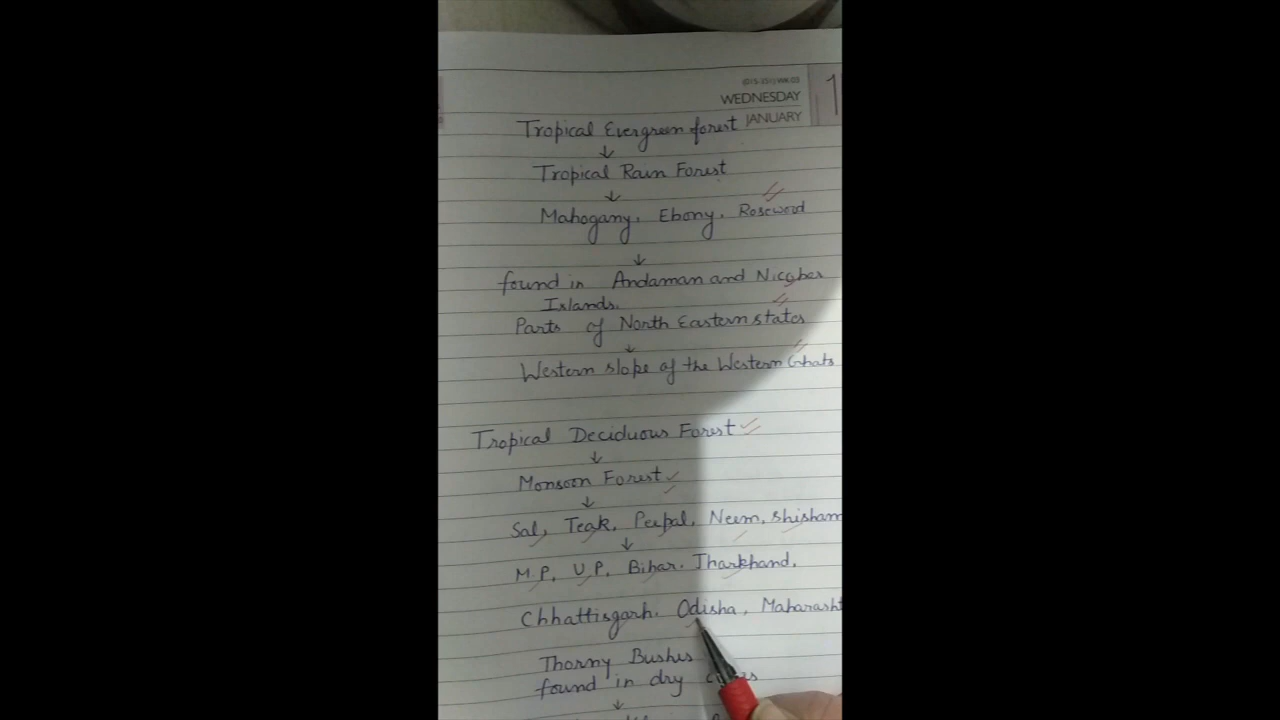 WEDNESDAY
1
JANUARY
Tropical Evergreen forest
↓
Tropical Rain Forest
↓
Mahogany, Ebony, Rosewood
↓
found in Andaman and Nicobar
Islands.
Parts of North Eastern states
↓
Western slope of the Western Ghats
Tropical Deciduous Forest
↓
Monsoon Forest
↓
Sal, Teak, Peepal, Neem, Shisham
↓
M.P, U.P, Bihar, Jharkhand,
Chhattisgarh, Odisha, Maharasht
Thorny Bushes
found in dry
↓